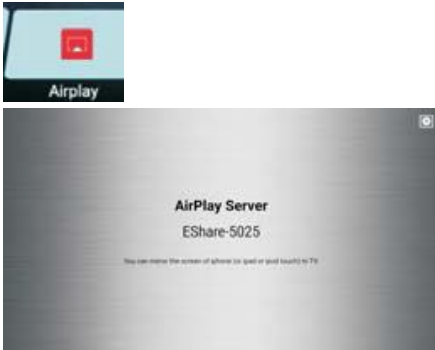 Airplay
AirPlay Server
EShare-5025
You can mirror the screen of iphone (or ipad or ipod touch) to TV